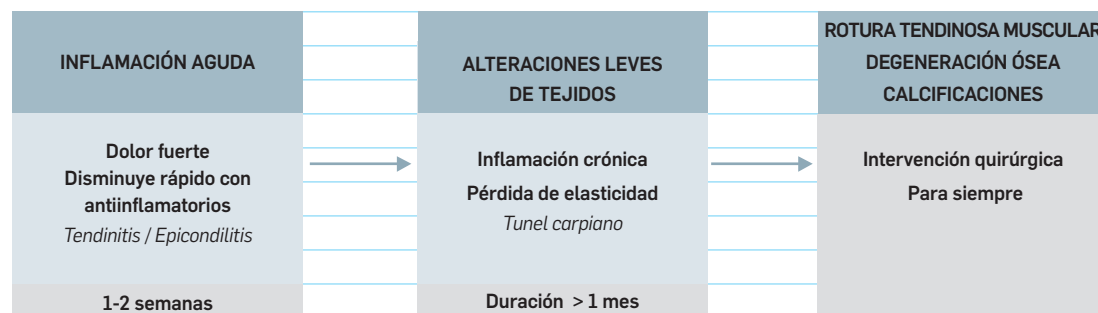 INFLAMACIÓN AGUDA
Dolor fuerte
Disminuye rápido con
antiinflamatorios
Tendinitis / Epicondilitis
1-2 semanas
ALTERACIONES LEVES
DE TEJIDOS
Inflamación crónica
Pérdida de elasticidad
Tunel carpiano
Duración > 1 mes
ROTURA TENDINOSA MUSCULAR
DEGENERACIÓN ÓSEA
CALCIFICACIONES
Intervención quirúrgica
Para siempre